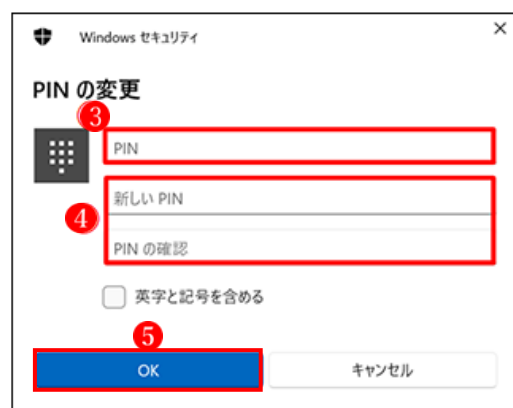 Windows セキュリティ
PIN の変更
3
PIN
新しい PIN
4
PIN の確認
英字と記号を含める
5
OK
キャンセル